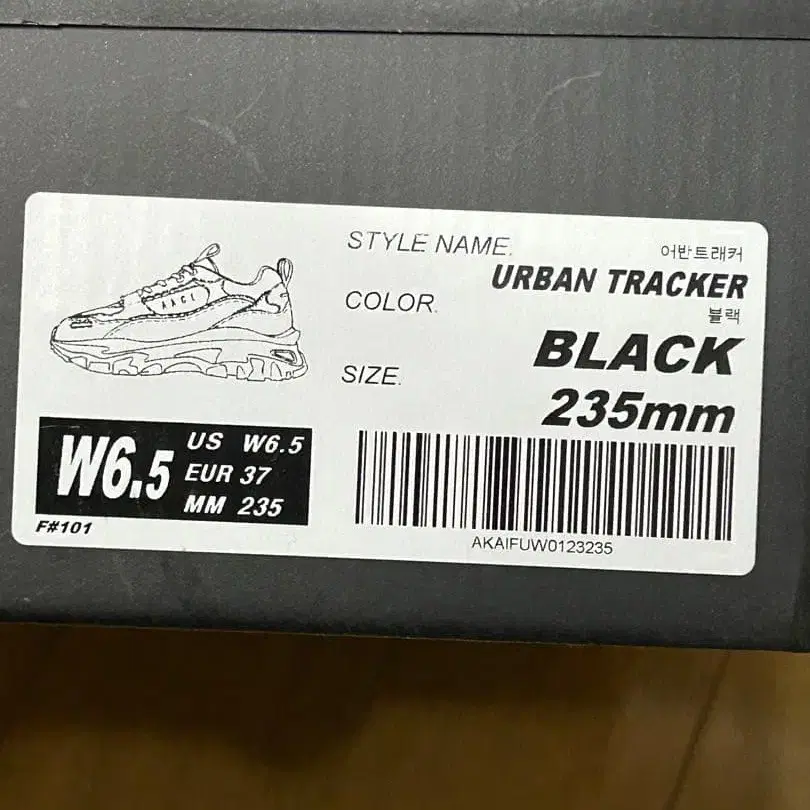 STYLE NAME.
어반트래커
URBAN TRACKER
COLOR.
블랙
BLACK
SIZE.
235mm
W6.5
US W6.5
EUR 37
MM 235
F#101
AKAIFUW0123235